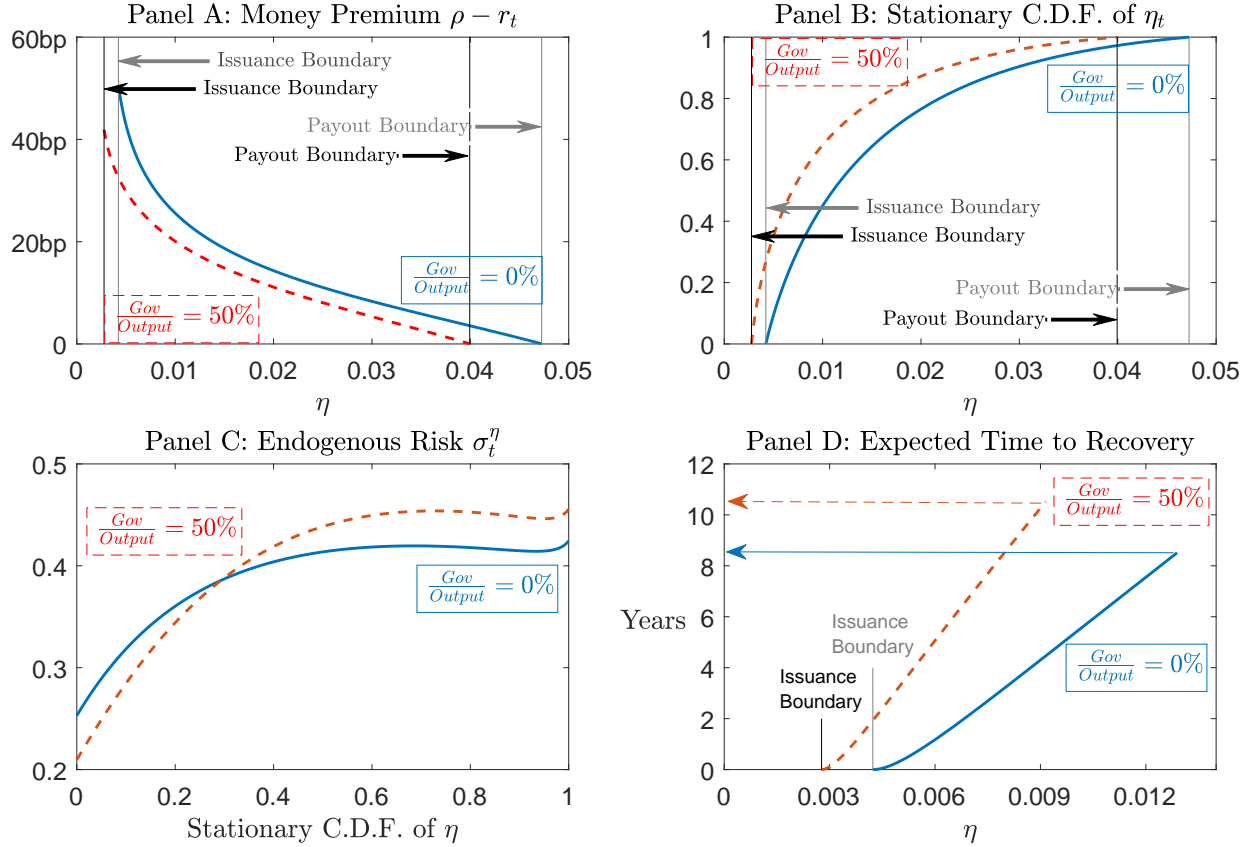 Panel A: Money Premium ρ − r_t
60bp
40bp
20bp
0
Issuance Boundary
Issuance Boundary
Payout Boundary
Payout Boundary
Gov/Output = 0%
Gov/Output = 50%
0 0.01 0.02 0.03 0.04 0.05
η
Panel B: Stationary C.D.F. of η_t
1
0.8
0.6
0.4
0.2
0
Gov/Output = 50%
Gov/Output = 0%
Issuance Boundary
Issuance Boundary
Payout Boundary
Payout Boundary
0 0.01 0.02 0.03 0.04 0.05
η
Panel C: Endogenous Risk σ_t^η
0.5
0.4
0.3
0.2
Gov/Output = 50%
Gov/Output = 0%
0 0.2 0.4 0.6 0.8 1
Stationary C.D.F. of η
Panel D: Expected Time to Recovery
12
10
8
6
4
2
0
Years
Gov/Output = 50%
Issuance
Boundary
Gov/Output = 0%
Issuance
Boundary
0 0.003 0.006 0.009 0.012
η